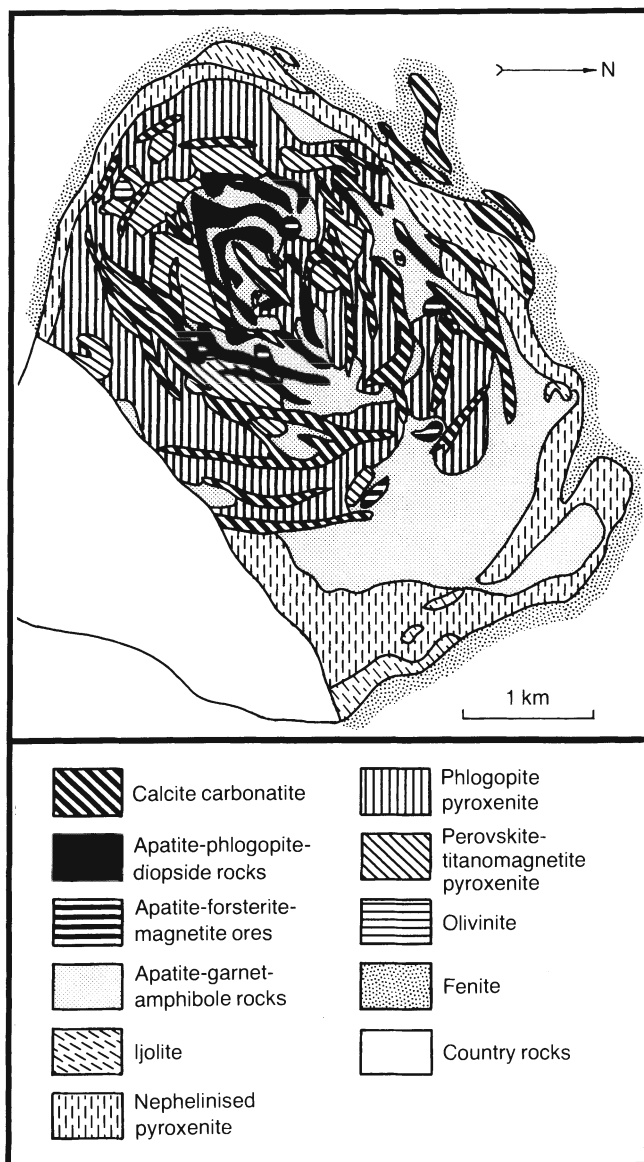 N
1 km
Calcite carbonatite
Apatite-phlogopite-
diopside rocks
Apatite-forsterite-
magnetite ores
Apatite-garnet-
amphibole rocks
Ijolite
Nephelinised
pyroxenite
Phlogopite
pyroxenite
Perovskite-
titanomagnetite
pyroxenite
Olivinite
Fenite
Country rocks